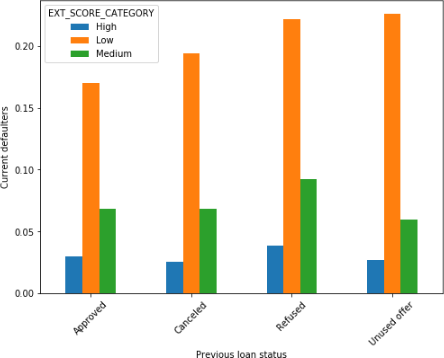 EXT_SCORE_CATEGORY
High
Low
Medium
0.20
0.15
0.10
0.05
0.00
Current defaulters
Approved
Canceled
Refused
Unused offer
Previous loan status